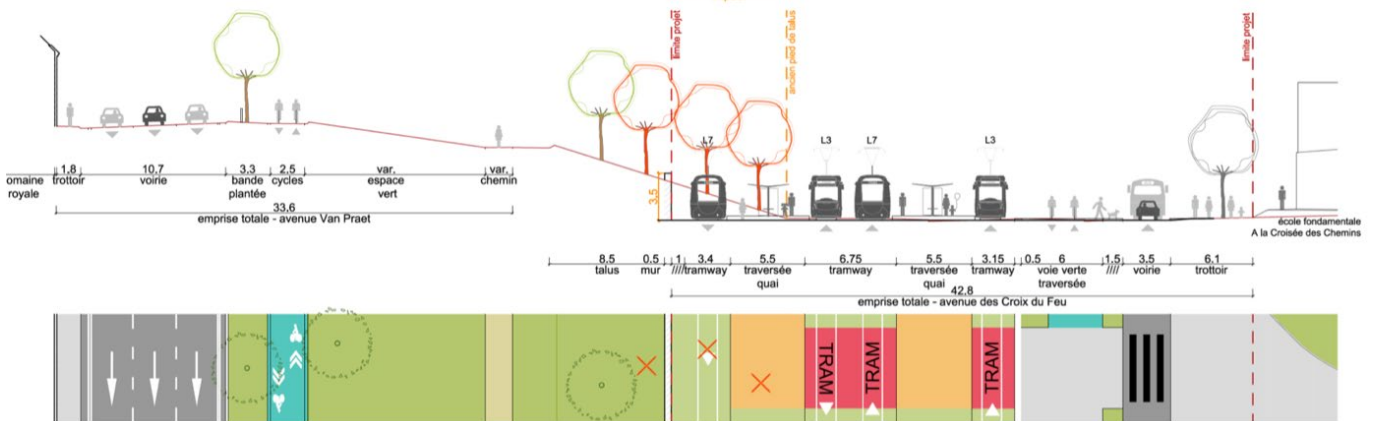 limite projet
ancien pied de talus
limite projet
L7
L3
L7
L3
3,5
1,8
10,7
3.3
2,5
var.
var.
omaine
royale
trottoir
voirie
bande
plantée
cycles
espace
vert
chemin
33,6
emprise totale - avenue Van Praet
école fondamentale
A la Croisée des Chemins
8.5
0.5
1
3.4
5.5
6.75
5.5
3.15
0.5
6
1.5
3.5
6.1
talus
mur
////
tramway
traversée
quai
tramway
traversée
quai
tramway
voie verte
traversée
////
voirie
trottoir
42.8
emprise totale - avenue des Croix du Feu
TRAM
TRAM
TRAM